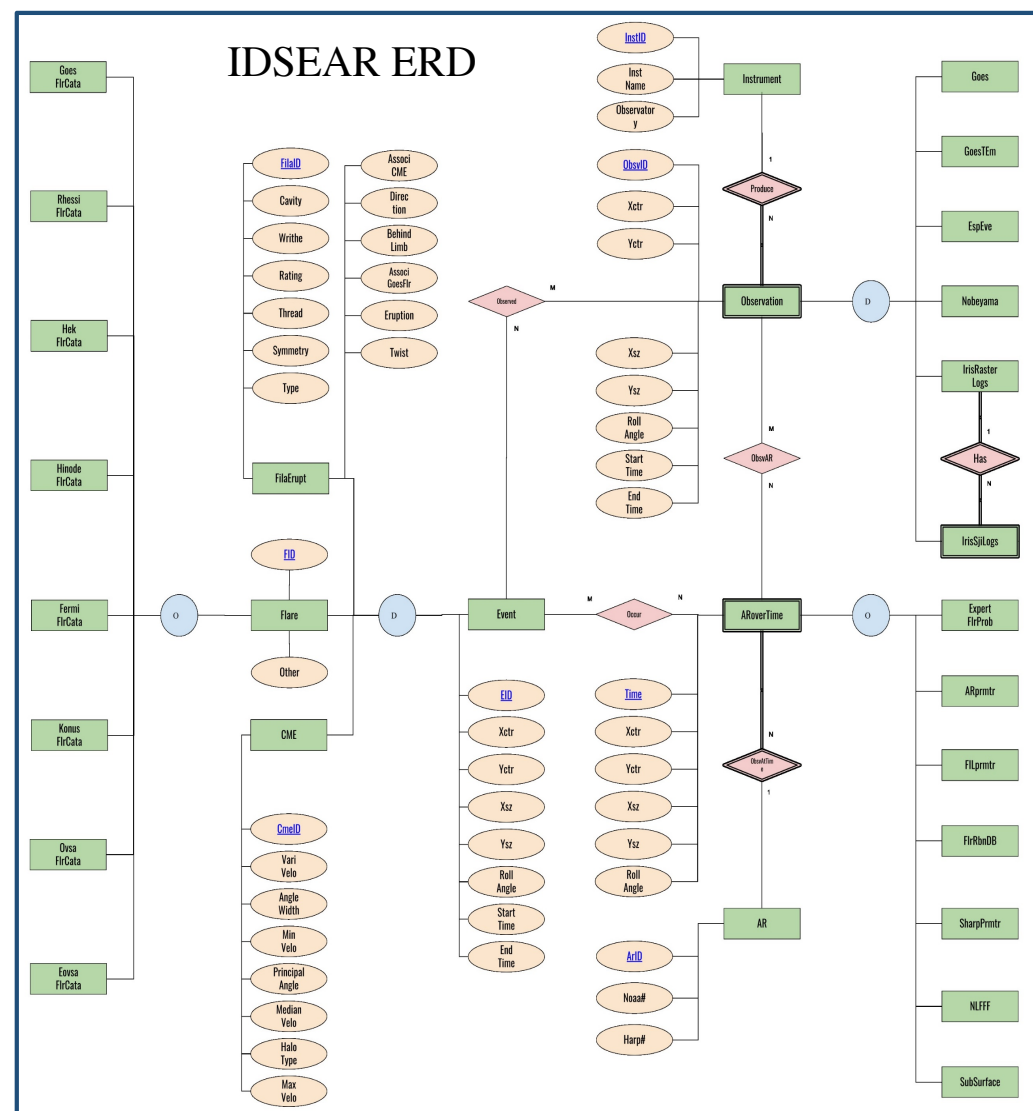 IDSEAR ERD
Goes
FlrCata
Rhessi
FlrCata
Hek
FlrCata
Hinode
FlrCata
Fermi
FlrCata
Konus
FlrCata
Ovsa
FlrCata
Eovsa
FlrCata
O
FilaID
Cavity
Writhe
Rating
Thread
Symmetry
Type
Associ
CME
Direc
tion
Behind
Limb
Associ
GoesFlr
Eruption
Twist
FilaErupt
FID
Flare
Other
CME
CmeID
Vari
Velo
Angle
Width
Min
Velo
Principal
Angle
Median
Velo
Halo
Type
Max
Velo
D
Observed
M
N
Event
EID
Xctr
Yctr
Xsz
Ysz
Roll
Angle
Start
Time
End
Time
M
Occur
N
InstID
Inst
Name
Observator
y
Instrument
1
Produce
N
ObsvID
Xctr
Yctr
Observation
Xsz
Ysz
Roll
Angle
Start
Time
End
Time
M
ObsvAR
N
ARoverTime
Time
Xctr
Yctr
Xsz
Ysz
Roll
Angle
N
ObsvAtTim
e
1
AR
ArID
Noaa#
Harp#
D
Goes
GoesTEm
EspEve
Nobeyama
IrisRaster
Logs
1
Has
N
IrisSjiLogs
O
Expert
FlrProb
ARprmtr
FILprmtr
FlrRbnDB
SharpPrmtr
NLFFF
SubSurface